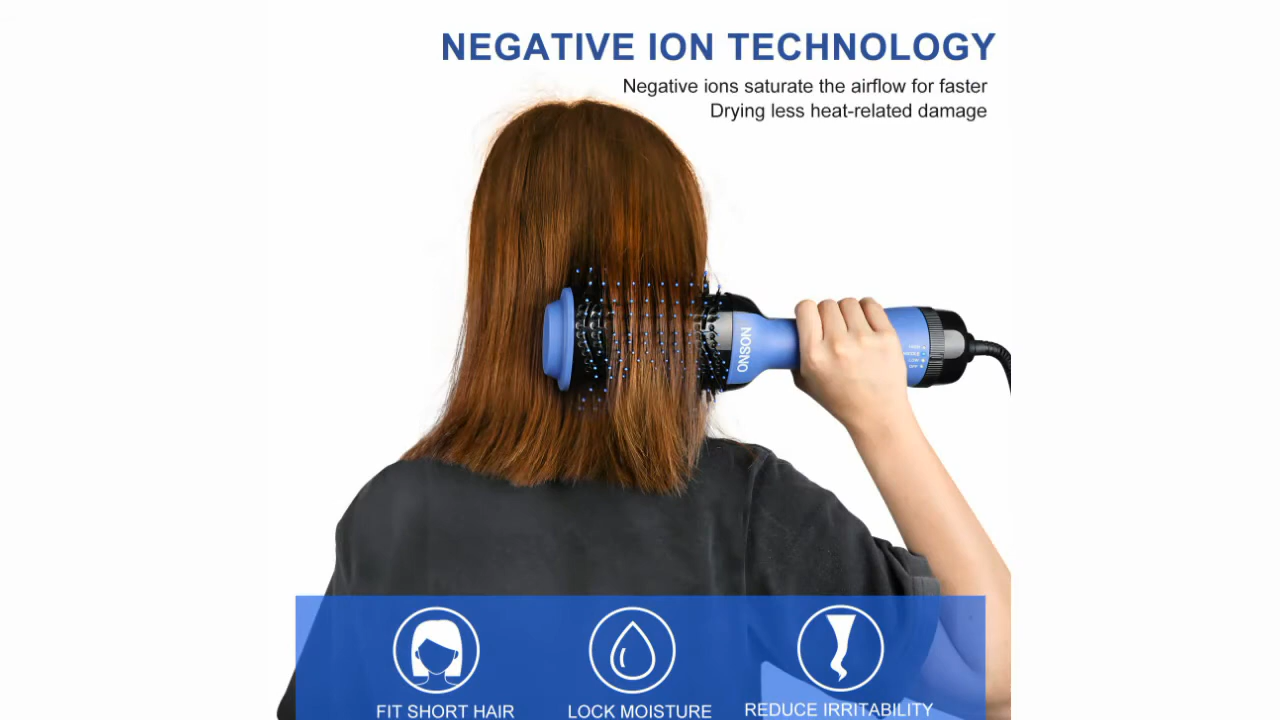 NEGATIVE ION TECHNOLOGY
Negative ions saturate the airflow for faster
Drying less heat-related damage
ONSON
FIT SHORT HAIR
LOCK MOISTURE
REDUCE IRRITABILITY